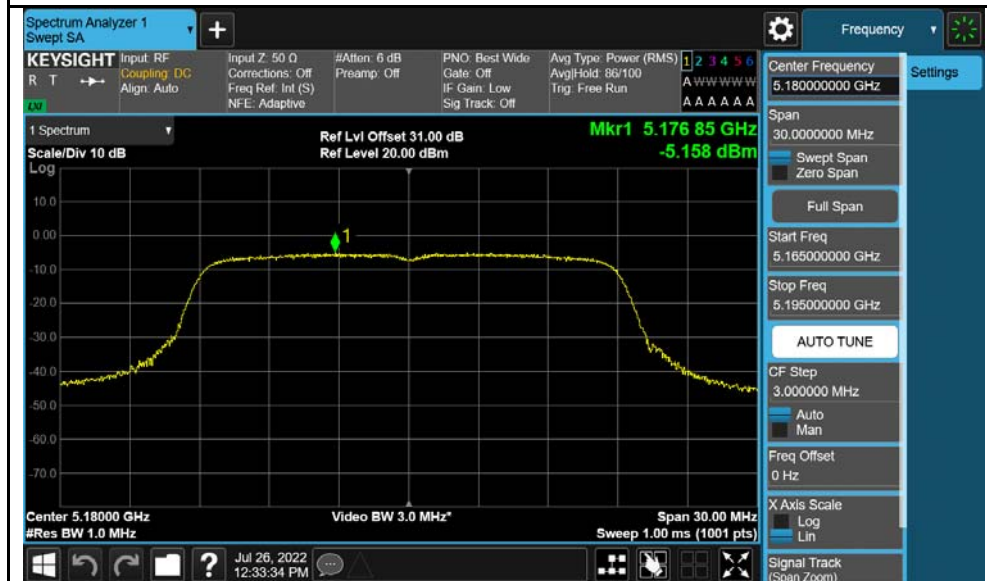 Spectrum Analyzer 1
Swept SA
Frequency
KEYSIGHT
R T
LXI
Input: RF
Coupling: DC
Align: Auto
Input Z: 50 Ω
Corrections: Off
Freq Ref: Int (S)
NFE: Adaptive
#Atten: 6 dB
Preamp: Off
PNO: Best Wide
Gate: Off
IF Gain: Low
Sig Track: Off
Avg Type: Power (RMS)
Avg|Hold: 86/100
Trig: Free Run
1 2 3 4 5 6
A W W W W W
A A A A A A
1 Spectrum
Scale/Div 10 dB
Log
Ref Lvl Offset 31.00 dB
Ref Level 20.00 dBm
Mkr1 5.176 85 GHz
-5.158 dBm
10.0
0.00
-10.0
-20.0
-30.0
-40.0
-50.0
-60.0
-70.0
1
Center 5.18000 GHz
#Res BW 1.0 MHz
Video BW 3.0 MHz*
Span 30.00 MHz
Sweep 1.00 ms (1001 pts)
Jul 26, 2022
12:33:34 PM
?
Center Frequency
5.180000000 GHz
Span
30.0000000 MHz
Swept Span
Zero Span
Full Span
Start Freq
5.165000000 GHz
Stop Freq
5.195000000 GHz
AUTO TUNE
CF Step
3.000000 MHz
Auto
Man
Freq Offset
0 Hz
X Axis Scale
Log
Lin
Signal Track
(Span Zoom)
Settings